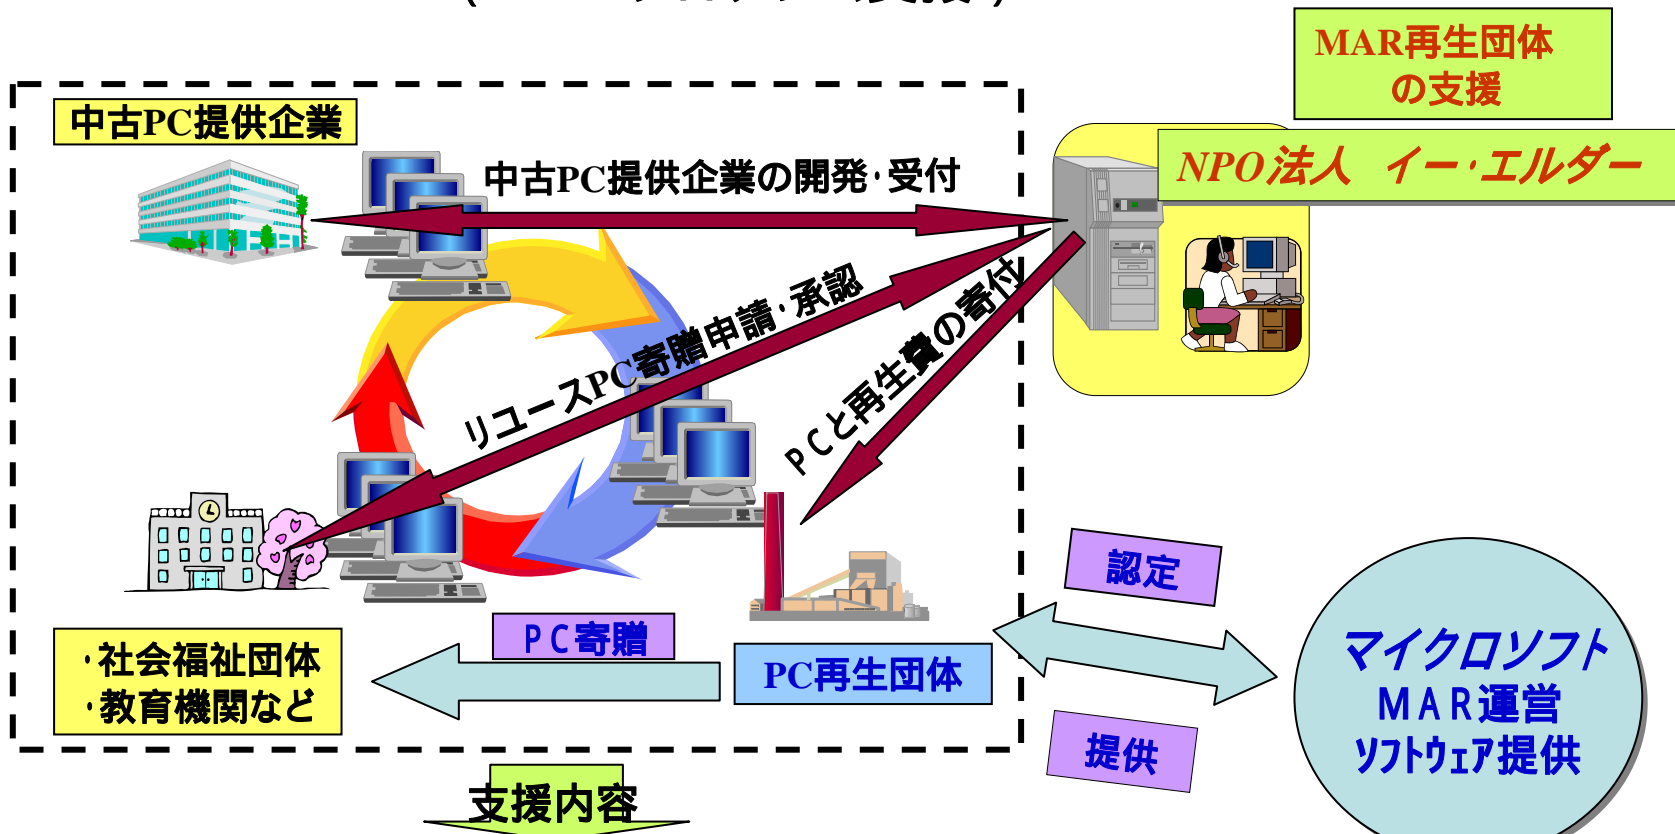 MAR再生団体
の支援
中古PC提供企業
NPO法人 イー・エルダー
中古PC提供企業の開発・受付
リユースPC寄贈申請・承認
PCと再生費の寄付
認定
PC寄贈
・社会福祉団体
・教育機関など
PC再生団体
マイクロソフト
MAR運営
ソフトウェア提供
提供
支援内容